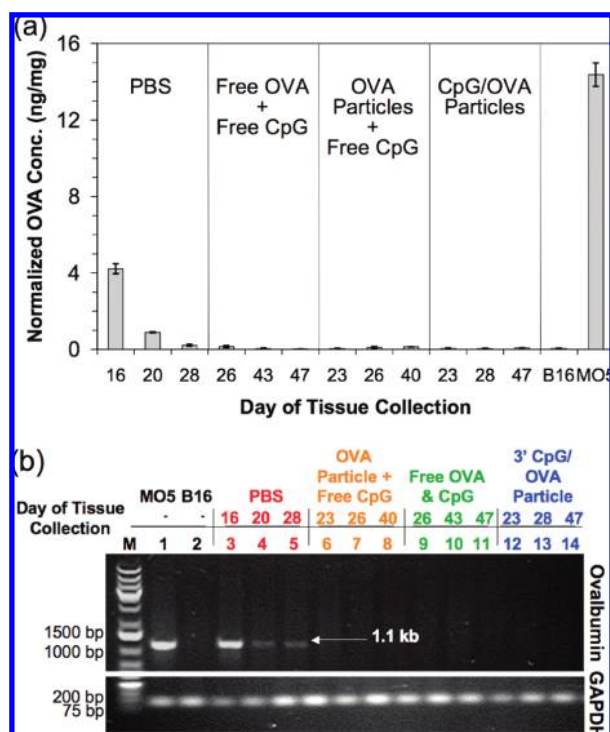 (a)
Normalized OVA Conc. (ng/mg)
16
12
8
4
0
PBS
Free OVA
+
Free CpG
OVA
Particles
+
Free CpG
CpG/OVA
Particles
16 20 28 26 43 47 23 26 40 23 28 47 B16 MO5
Day of Tissue Collection
(b)
OVA
Particle +
Free CpG
Free OVA
& CpG
3' CpG/
OVA
Particle
MO5 B16 PBS
Day of Tissue
Collection
- - 16 20 28 23 26 40 26 43 47 23 28 47
M 1 2 3 4 5 6 7 8 9 10 11 12 13 14
1500 bp
1000 bp
1.1 kb
Ovalbumin
200 bp
75 bp
GAPDH